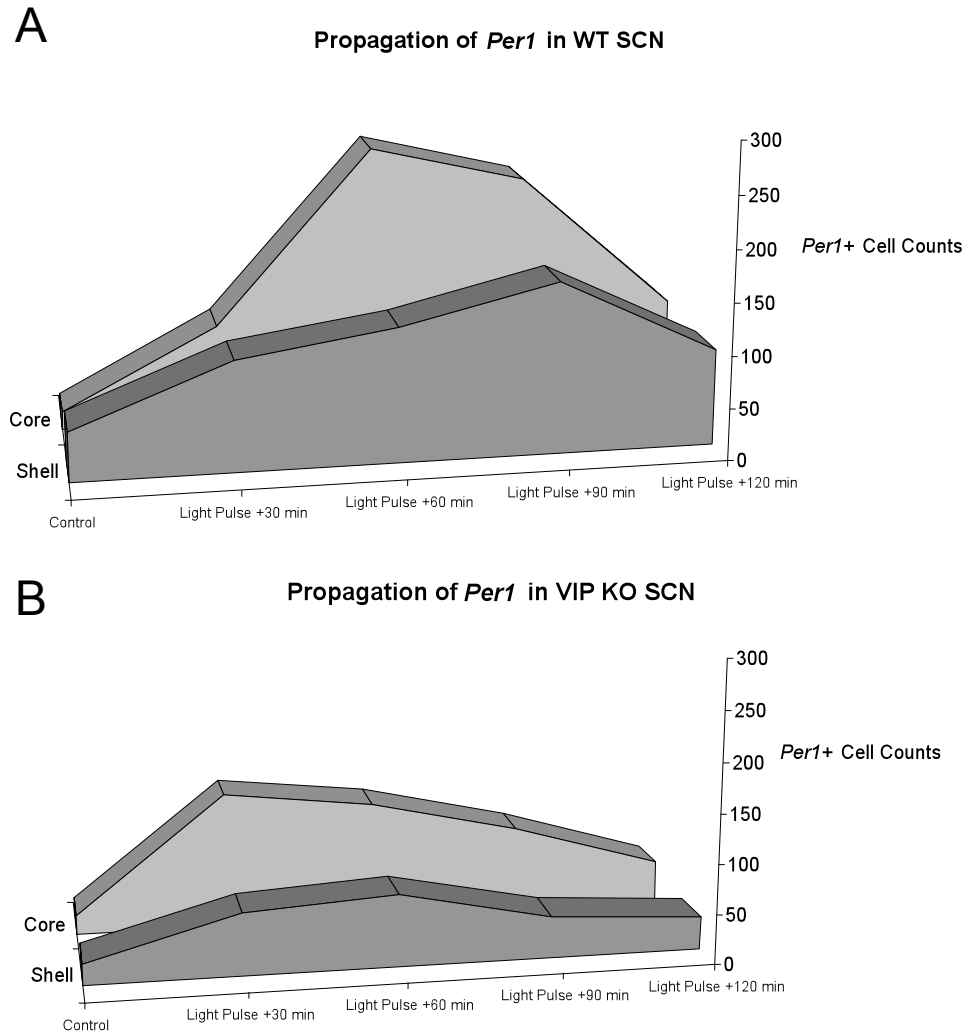 A
Propagation of Per1 in WT SCN
300
250
200
Per1+ Cell Counts
150
100
50
0
Core
Shell
Control
Light Pulse +30 min
Light Pulse +60 min
Light Pulse +90 min
Light Pulse +120 min
B
Propagation of Per1 in VIP KO SCN
300
250
200
Per1+ Cell Counts
150
100
50
0
Core
Shell
Control
Light Pulse +30 min
Light Pulse +60 min
Light Pulse +90 min
Light Pulse +120 min